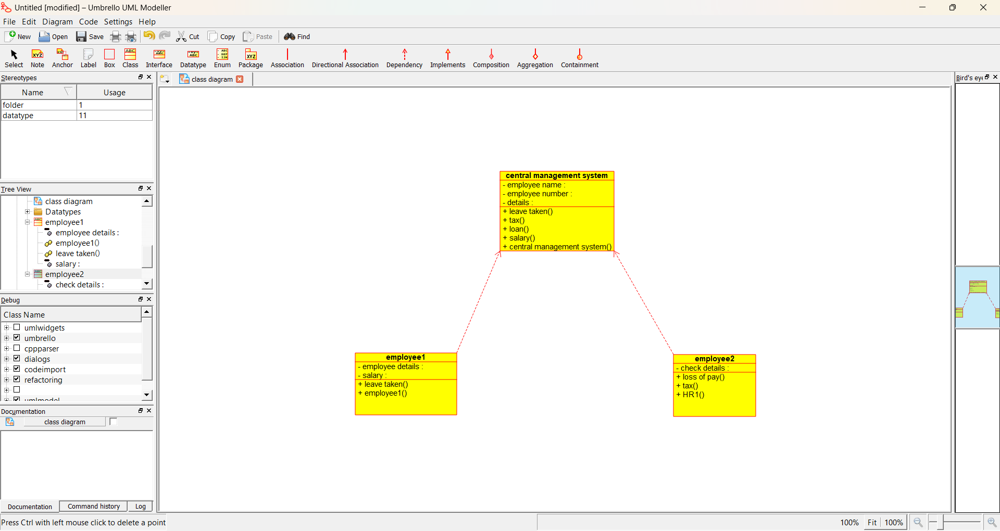 Untitled [modified] – Umbrello UML Modeller
File Edit Diagram Code Settings Help
New Open Save Cut Copy Paste Find
Select Note Anchor Label Box Class Interface Datatype Enum Package Association Directional Association Dependency Implements Composition Aggregation Containment
Stereotypes
Name Usage
folder 1
datatype 11
Tree View
class diagram
Datatypes
employee1
employee details :
employee1()
leave taken()
salary :
employee2
check details :
Debug
Class Name
umlwidgets
umbrello
cppparser
dialogs
codeimport
refactoring
umlmodel
Documentation
class diagram
Documentation Command history Log
Press Ctrl with left mouse click to delete a point
class diagram
central management system
- employee name :
- employee number :
- details :
+ leave taken()
+ tax()
+ loan()
+ salary()
+ central management system()
employee1
- employee details :
- salary :
+ leave taken()
+ employee1()
employee2
- check details :
+ loss of pay()
+ tax()
+ HR1()
Bird's eye
100% Fit 100%